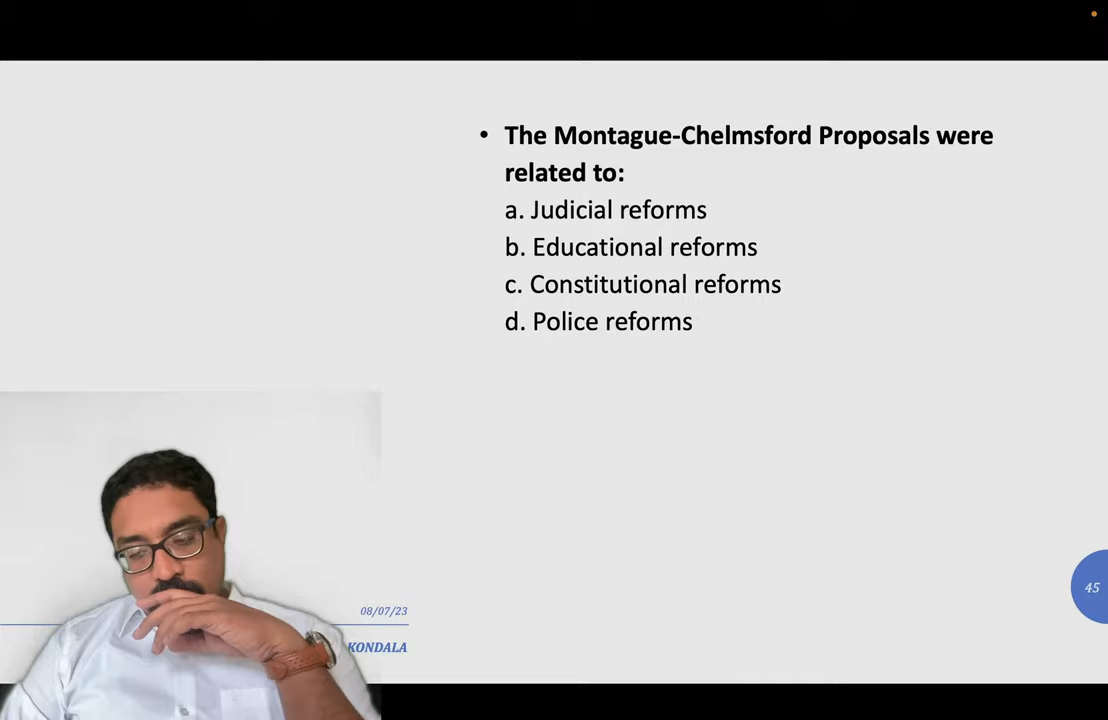 • The Montague-Chelmsford Proposals were
related to:
a. Judicial reforms
b. Educational reforms
c. Constitutional reforms
d. Police reforms
08/07/23
KONDALA
45